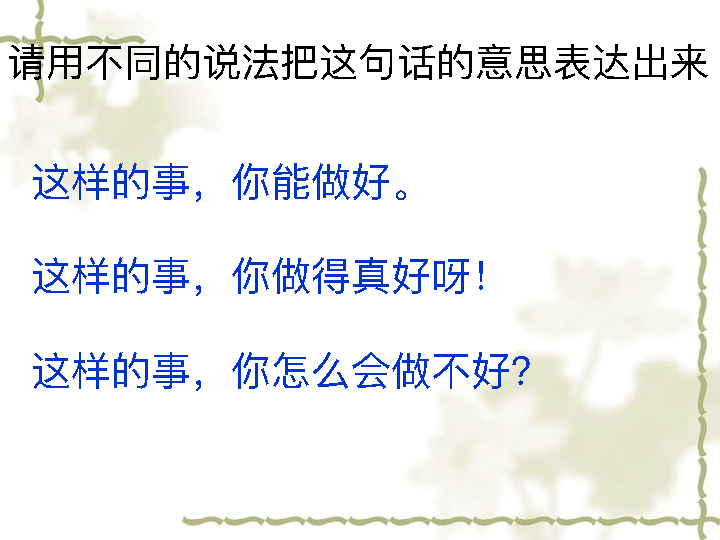 请用不同的说法把这句话的意思表达出来
这样的事，你能做好。
这样的事，你做得真好呀！
这样的事，你怎么会做不好？